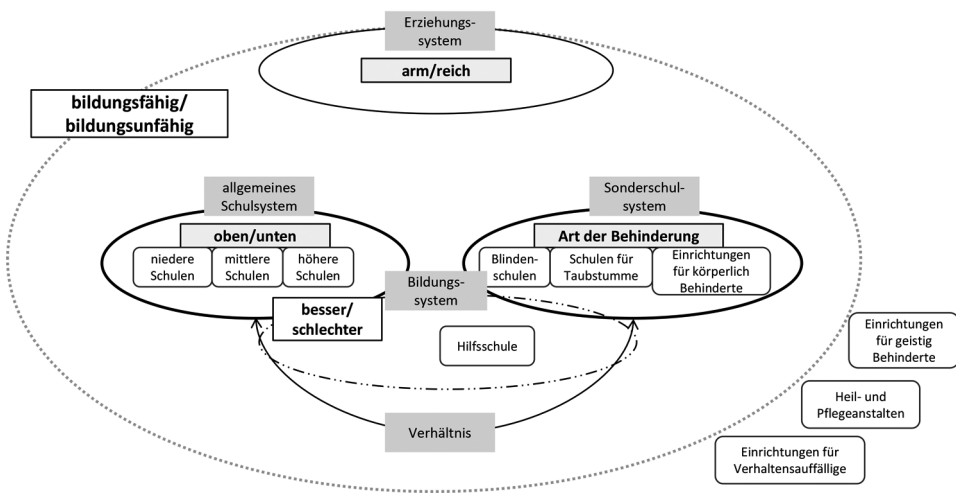 Erziehungs-
system
arm/reich
bildungsfähig/
bildungsunfähig
allgemeines
Schulsystem
oben/unten
niedere
Schulen
mittlere
Schulen
höhere
Schulen
Sonderschul-
system
Art der Behinderung
Blinden-
schulen
Schulen für
Taubstumme
Einrichtungen
für körperlich
Behinderte
Bildungs-
system
besser/
schlechter
Hilfsschule
Einrichtungen
für geistig
Behinderte
Heil- und
Pflegeanstalten
Verhältnis
Einrichtungen für
Verhaltensauffällige